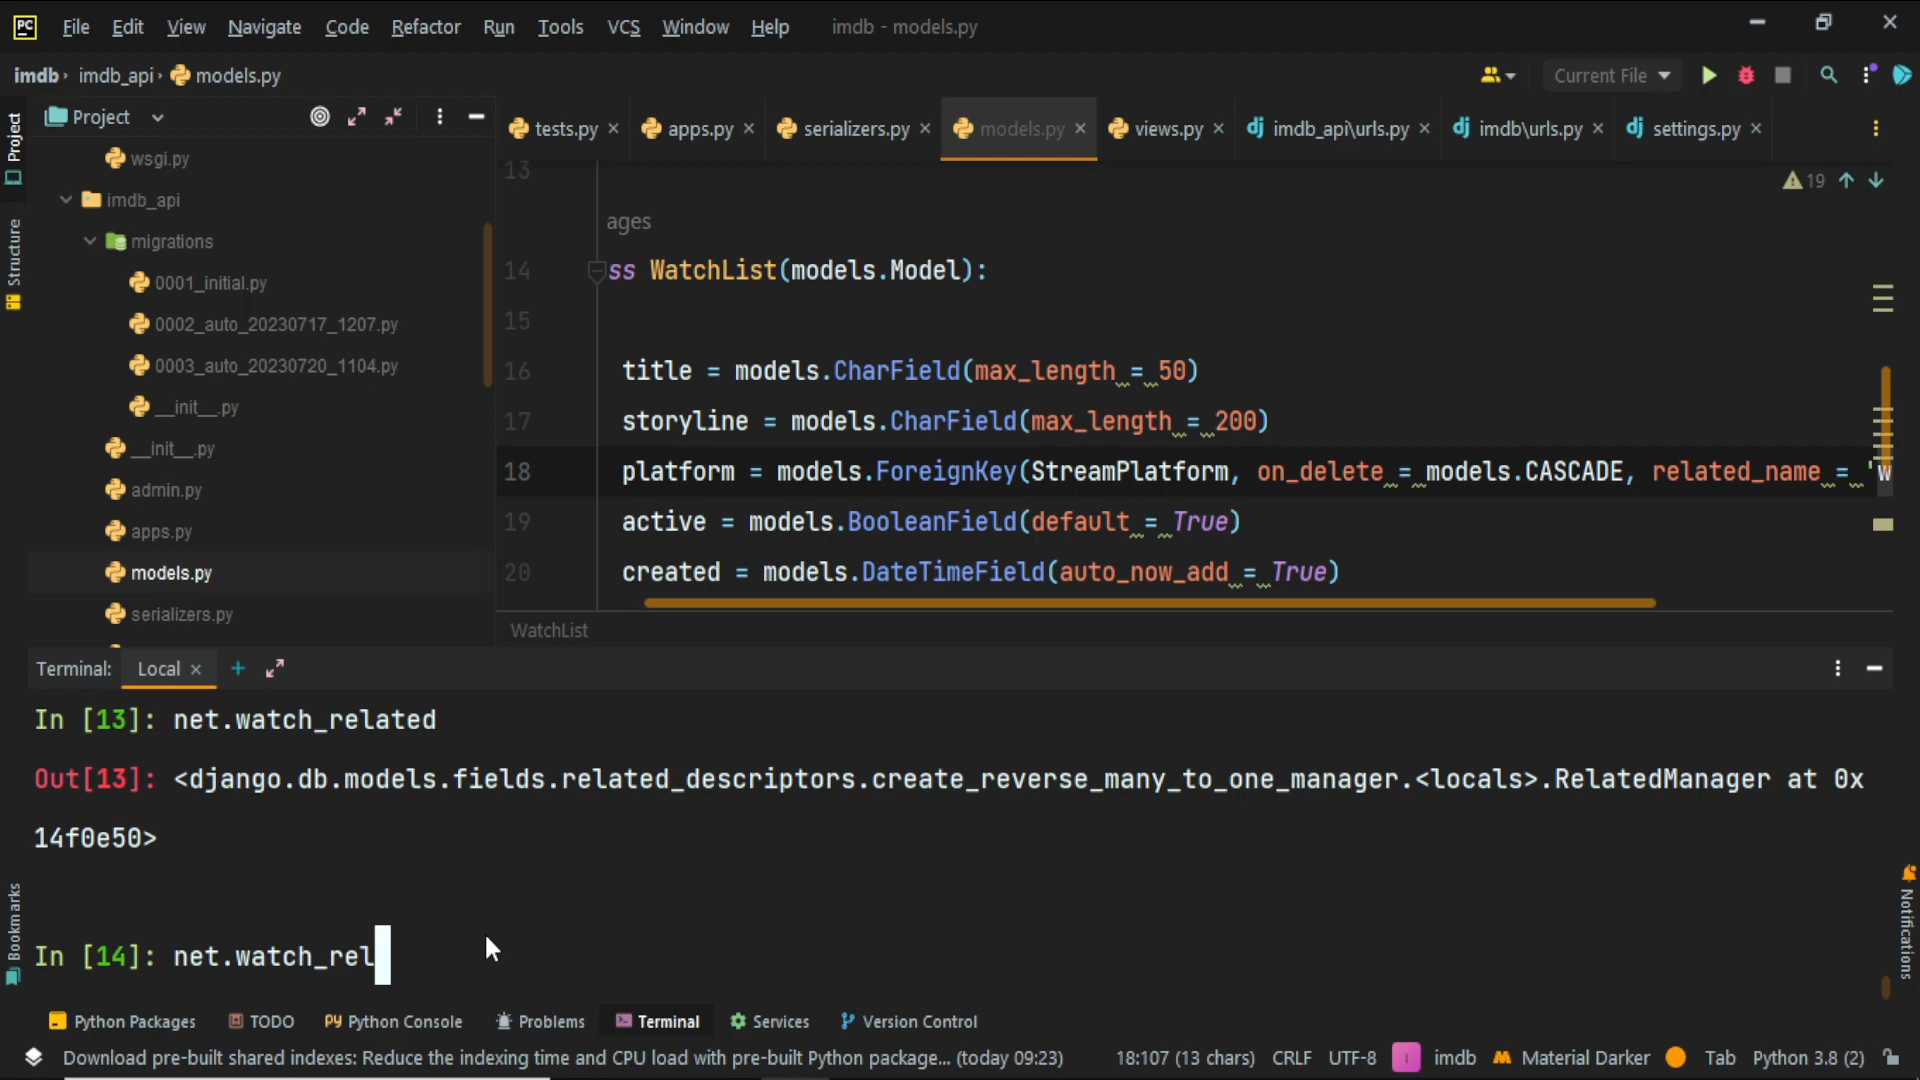 PC File Edit View Navigate Code Refactor Run Tools VCS Window Help imdb - models.py
imdb › imdb_api › models.py
Current File
Project
Project
tests.py apps.py serializers.py models.py views.py imdb_api\urls.py imdb\urls.py settings.py
wsgi.py
imdb_api
migrations
0001_initial.py
0002_auto_20230717_1207.py
0003_auto_20230720_1104.py
__init__.py
__init__.py
admin.py
apps.py
models.py
serializers.py
Structure
19
13
ages
14 ss WatchList(models.Model):
15
16 title = models.CharField(max_length = 50)
17 storyline = models.CharField(max_length = 200)
18 platform = models.ForeignKey(StreamPlatform, on_delete = models.CASCADE, related_name = 'w
19 active = models.BooleanField(default = True)
20 created = models.DateTimeField(auto_now_add = True)
WatchList
Terminal: Local
In [13]: net.watch_related
Out[13]: <django.db.models.fields.related_descriptors.create_reverse_many_to_one_manager.<locals>.RelatedManager at 0x
14f0e50>
In [14]: net.watch_rel
Bookmarks
Notifications
Python Packages TODO Python Console Problems Terminal Services Version Control
Download pre-built shared indexes: Reduce the indexing time and CPU load with pre-built Python package... (today 09:23) 18:107 (13 chars) CRLF UTF-8 I imdb Material Darker Tab Python 3.8 (2)